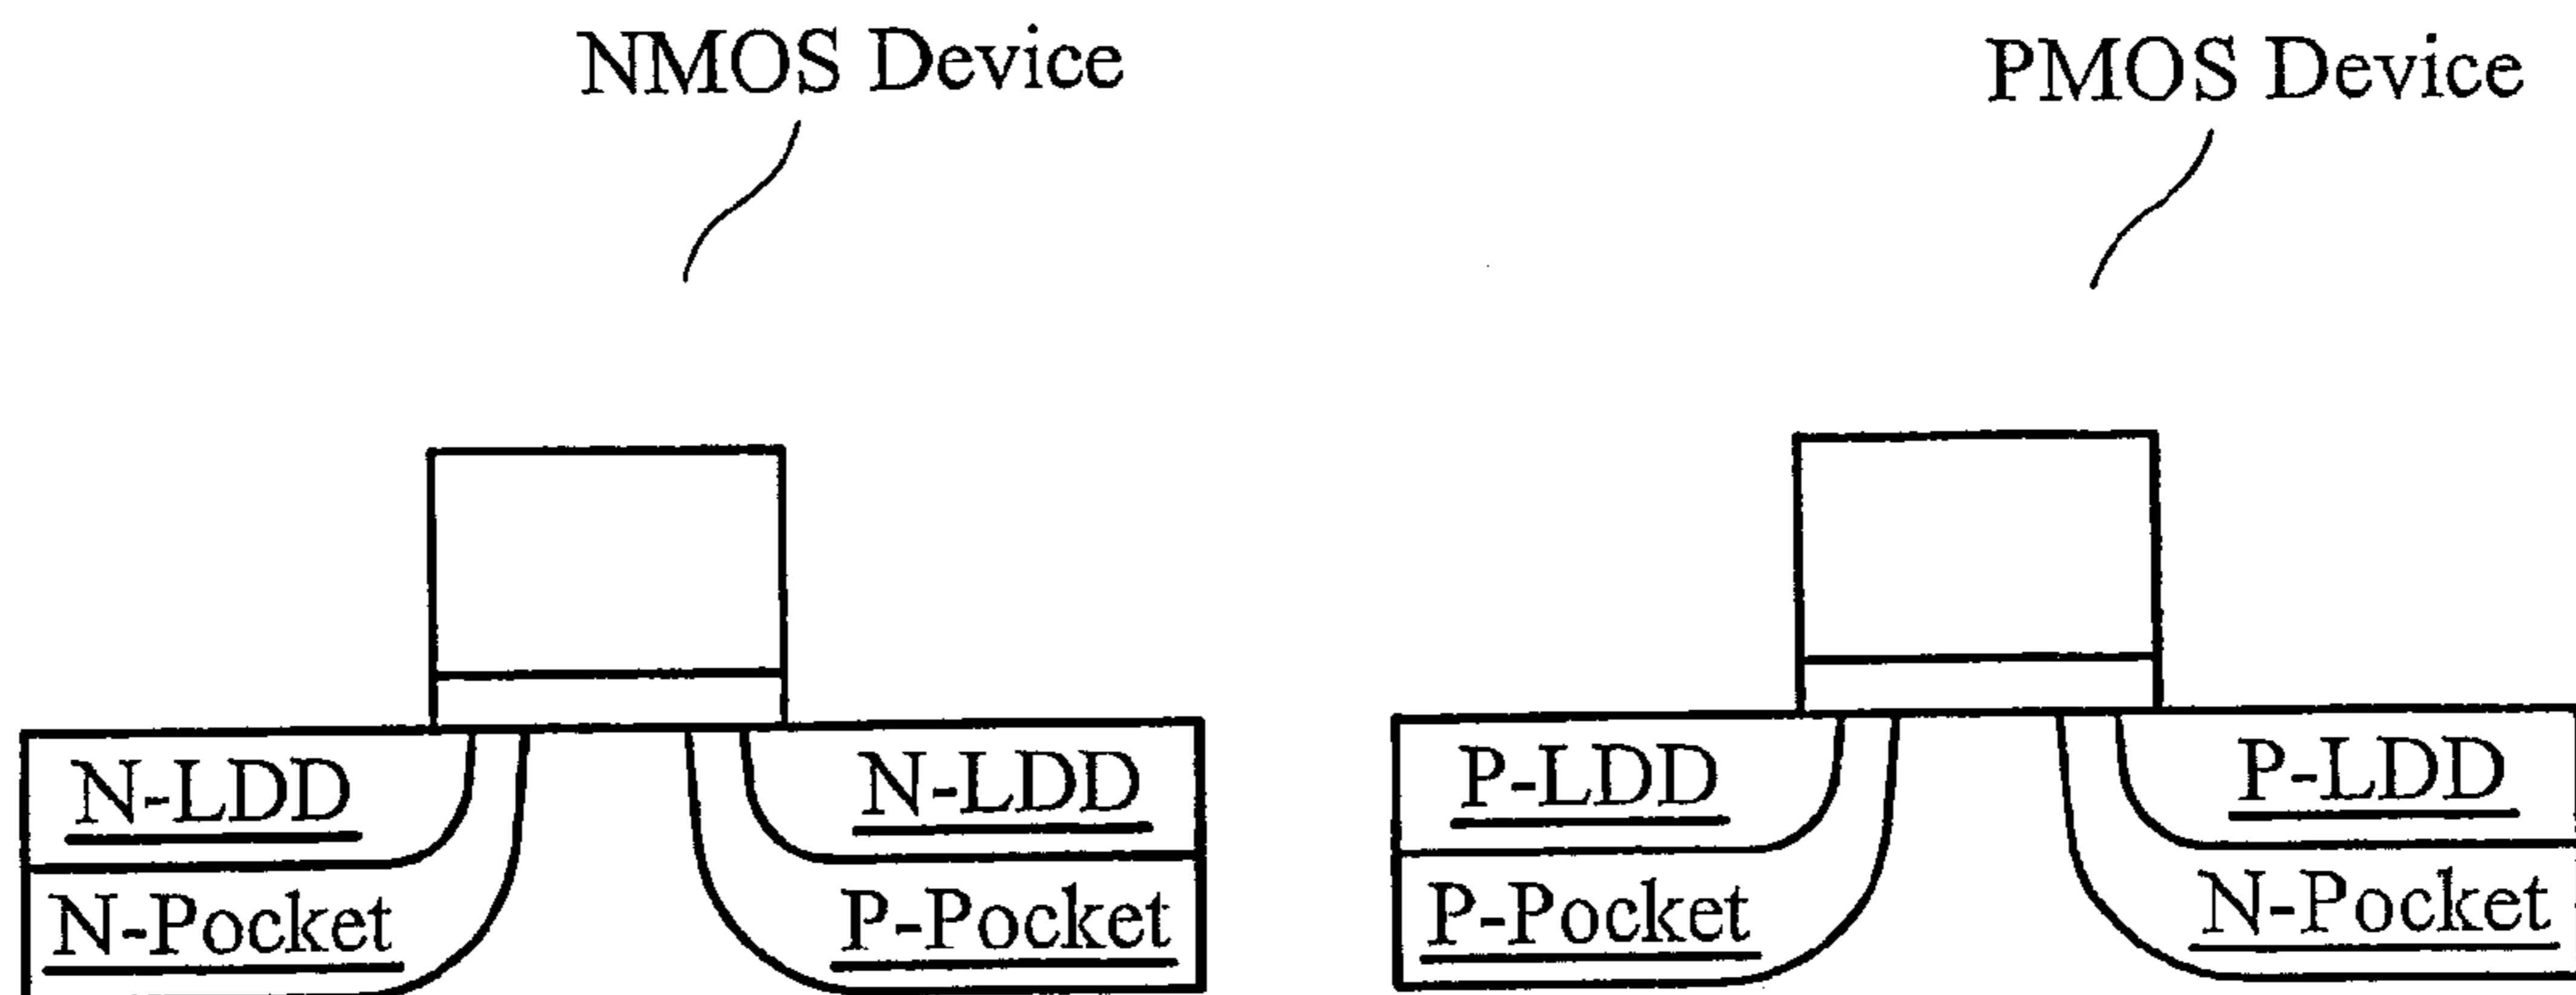 NMOS Device
PMOS Device
N-LDD
N-LDD
P-LDD
P-LDD
N-Pocket
P-Pocket
P-Pocket
N-Pocket